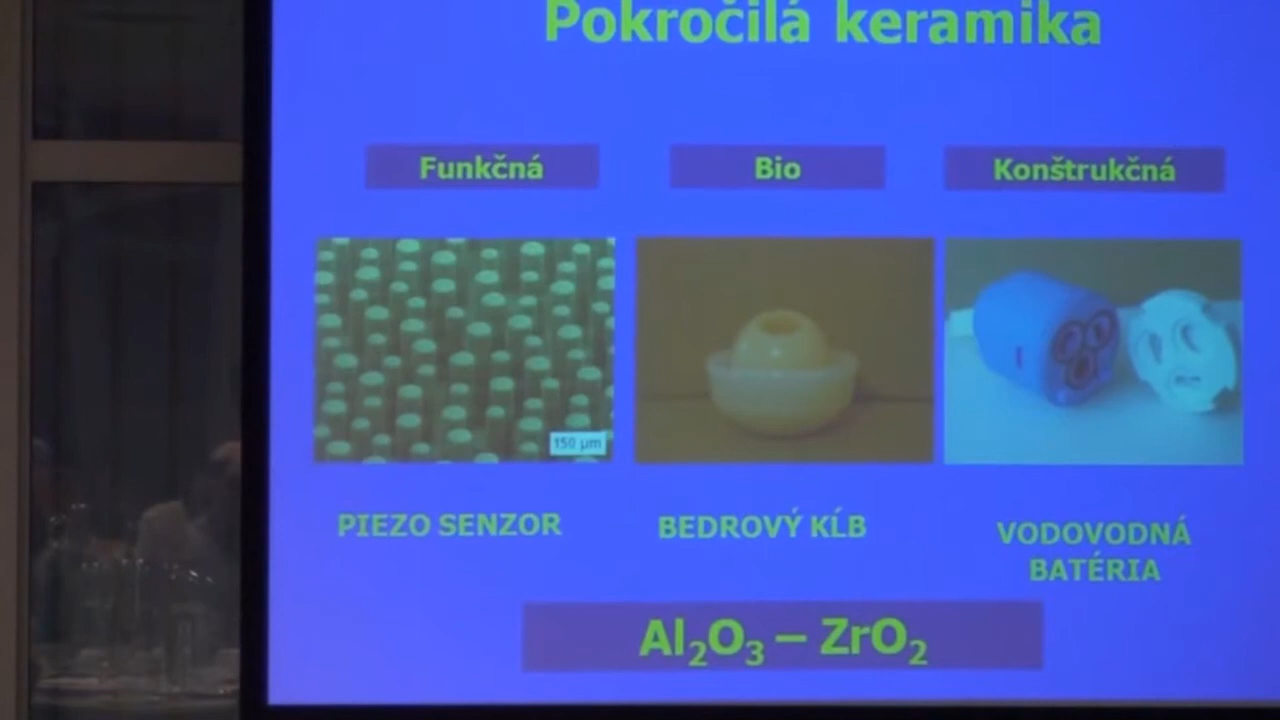 Pokročilá keramika
Funkčná
Bio
Konštrukčná
150 µm
PIEZO SENZOR
BEDROVÝ KĹB
VODOVODNÁ
BATÉRIA
Al₂O₃ – ZrO₂